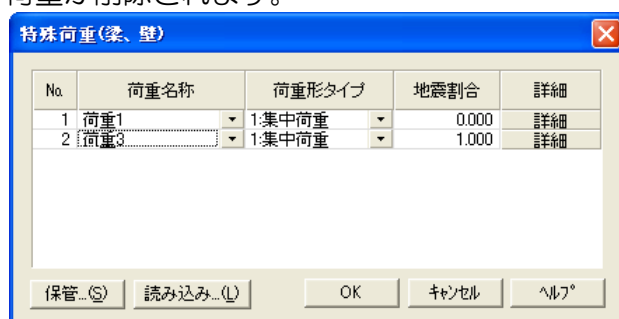 荷重が削除されます。
特殊荷重(梁、壁)
No. 荷重名称 荷重形タイプ 地震割合 詳細
1 荷重1 1:集中荷重 0.000 詳細
2 荷重3 1:集中荷重 1.000 詳細
保管...(S) 読み込み...(L) OK キャンセル ヘルプ